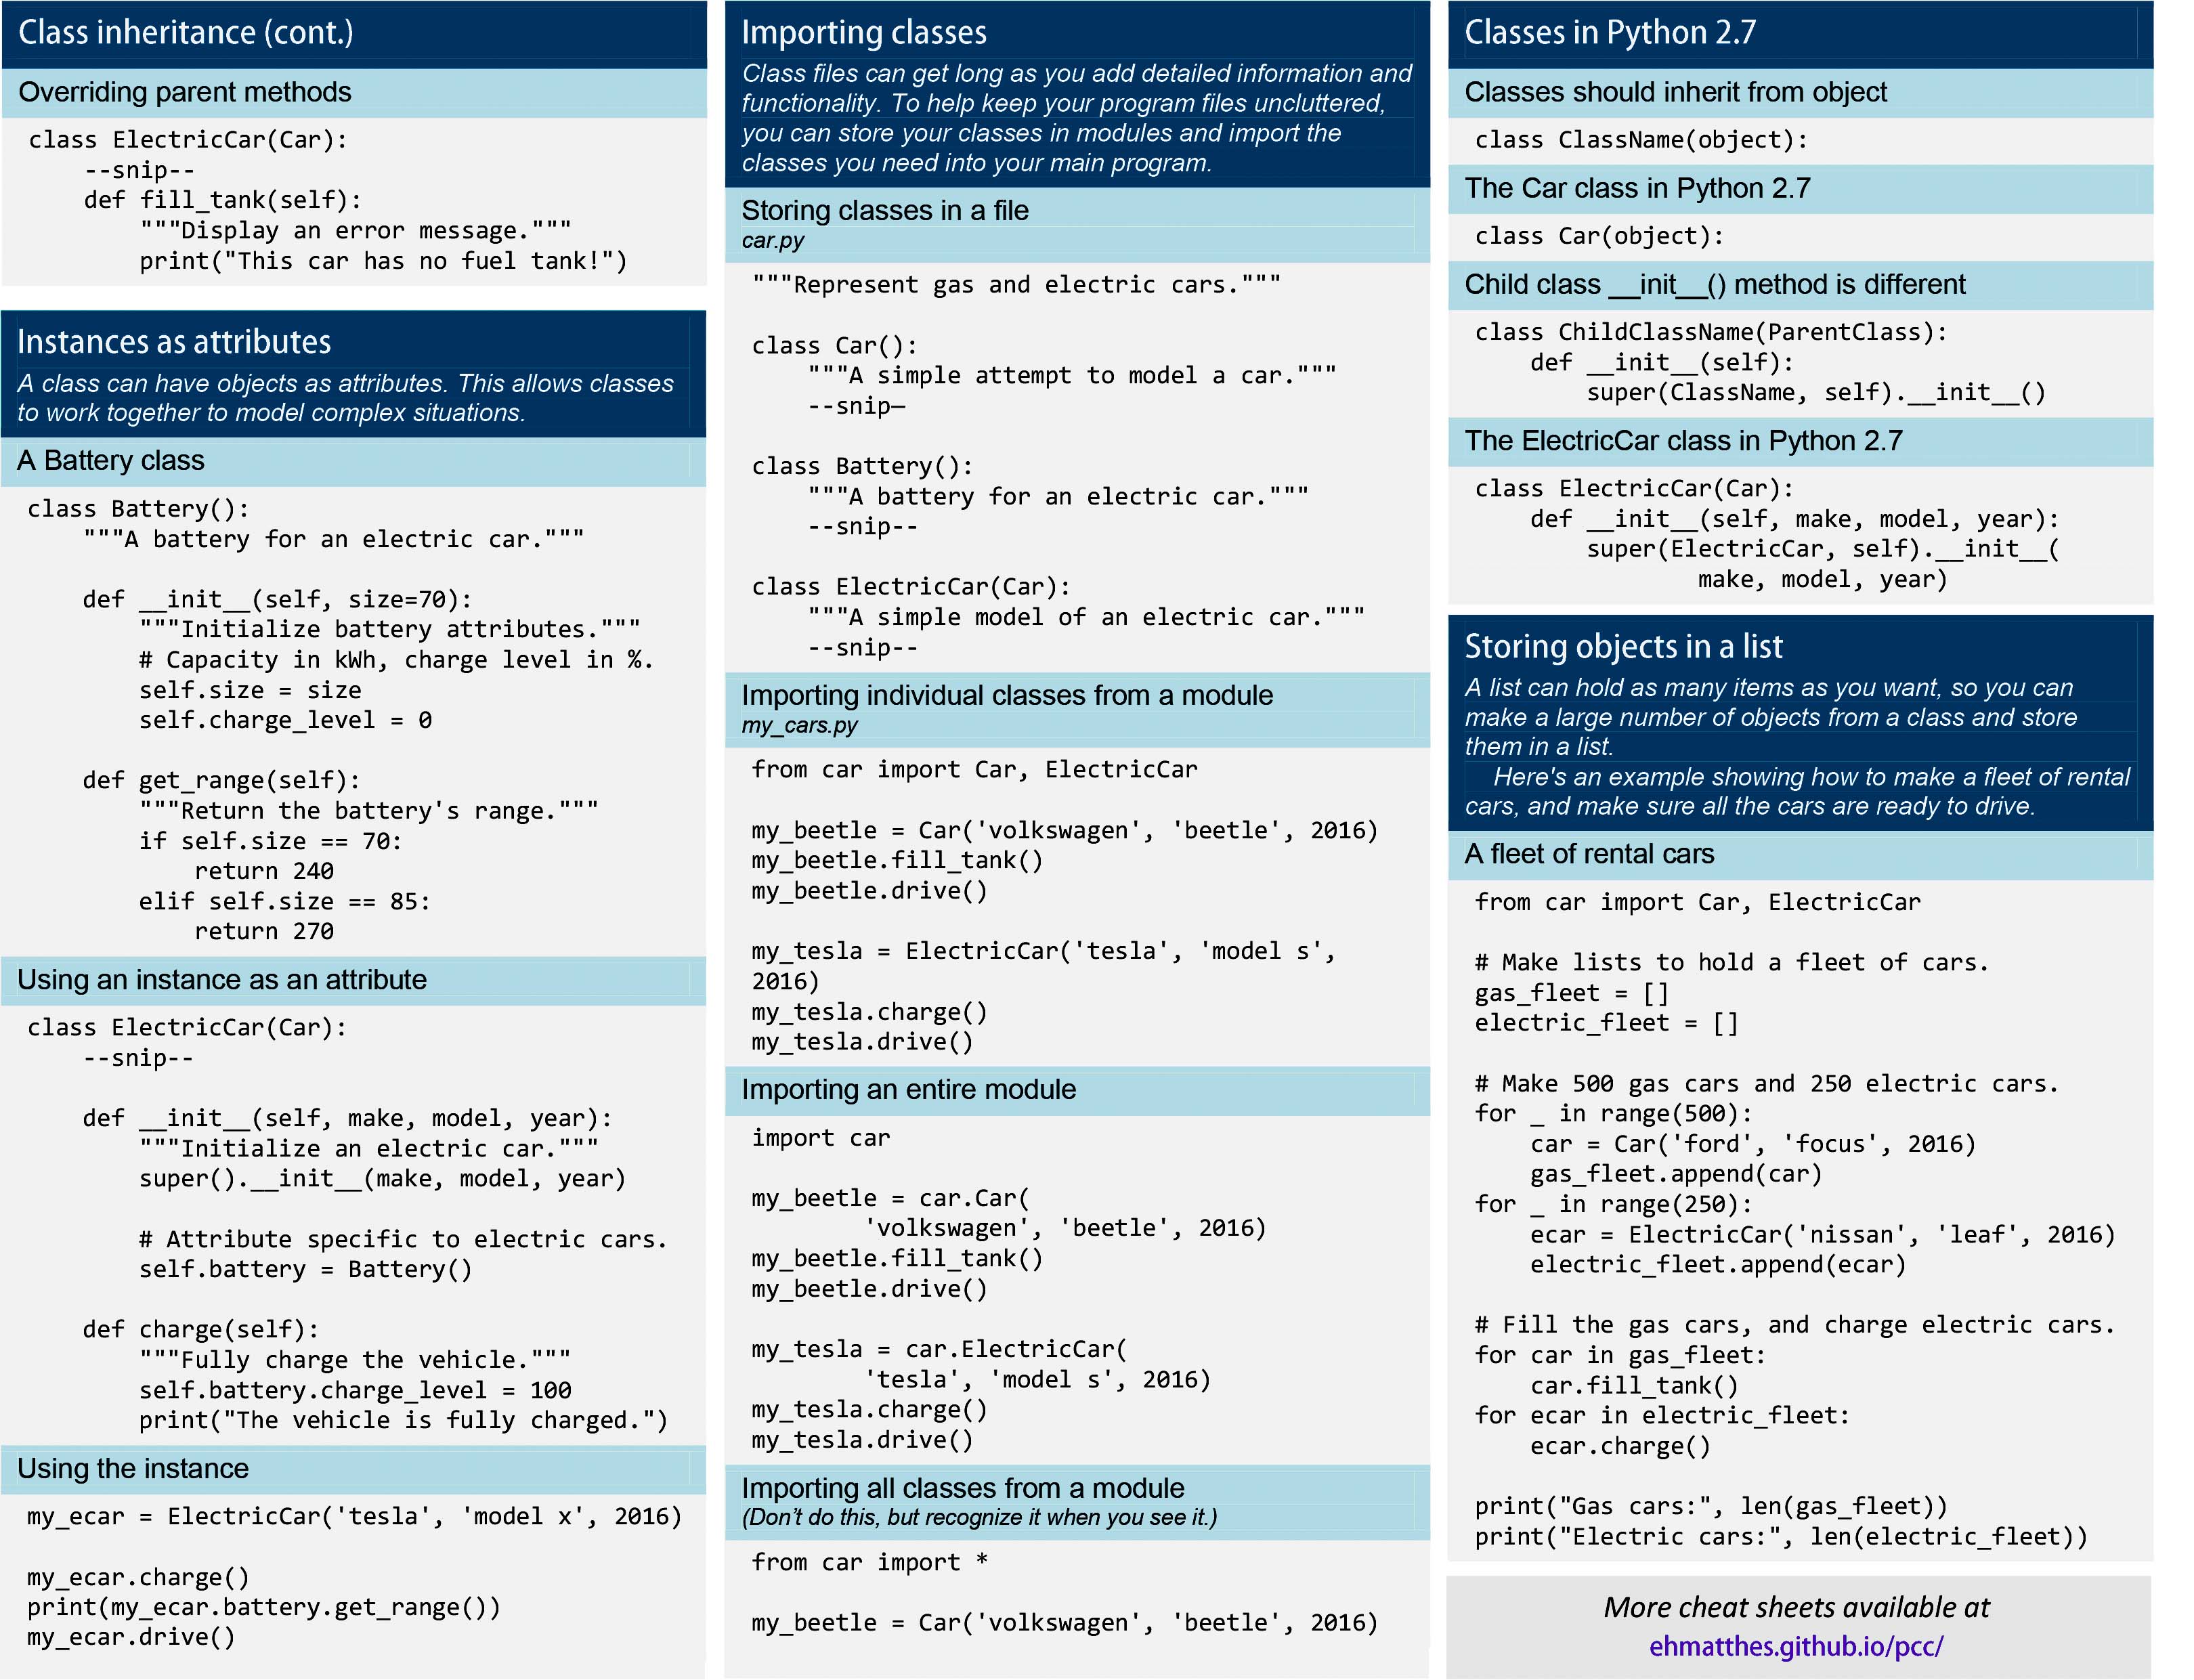 Class inheritance (cont.)
Overriding parent methods
class ElectricCar(Car):
    --snip--
    def fill_tank(self):
        """Display an error message."""
        print("This car has no fuel tank!")
Instances as attributes
A class can have objects as attributes. This allows classes
to work together to model complex situations.
A Battery class
class Battery():
    """A battery for an electric car."""

    def __init__(self, size=70):
        """Initialize battery attributes."""
        # Capacity in kWh, charge level in %.
        self.size = size
        self.charge_level = 0

    def get_range(self):
        """Return the battery's range."""
        if self.size == 70:
            return 240
        elif self.size == 85:
            return 270
Using an instance as an attribute
class ElectricCar(Car):
    --snip--

    def __init__(self, make, model, year):
        """Initialize an electric car."""
        super().__init__(make, model, year)

        # Attribute specific to electric cars.
        self.battery = Battery()

    def charge(self):
        """Fully charge the vehicle."""
        self.battery.charge_level = 100
        print("The vehicle is fully charged.")
Using the instance
my_ecar = ElectricCar('tesla', 'model x', 2016)

my_ecar.charge()
print(my_ecar.battery.get_range())
my_ecar.drive()
Importing classes
Class files can get long as you add detailed information and
functionality. To help keep your program files uncluttered,
you can store your classes in modules and import the
classes you need into your main program.
Storing classes in a file
car.py
"""Represent gas and electric cars."""

class Car():
    """A simple attempt to model a car."""
    --snip—

class Battery():
    """A battery for an electric car."""
    --snip--

class ElectricCar(Car):
    """A simple model of an electric car."""
    --snip--
Importing individual classes from a module
my_cars.py
from car import Car, ElectricCar

my_beetle = Car('volkswagen', 'beetle', 2016)
my_beetle.fill_tank()
my_beetle.drive()

my_tesla = ElectricCar('tesla', 'model s',
2016)
my_tesla.charge()
my_tesla.drive()
Importing an entire module
import car

my_beetle = car.Car(
        'volkswagen', 'beetle', 2016)
my_beetle.fill_tank()
my_beetle.drive()

my_tesla = car.ElectricCar(
        'tesla', 'model s', 2016)
my_tesla.charge()
my_tesla.drive()
Importing all classes from a module
(Don't do this, but recognize it when you see it.)
from car import *

my_beetle = Car('volkswagen', 'beetle', 2016)
Classes in Python 2.7
Classes should inherit from object
class ClassName(object):
The Car class in Python 2.7
class Car(object):
Child class __init__() method is different
class ChildClassName(ParentClass):
    def __init__(self):
        super(ClassName, self).__init__()
The ElectricCar class in Python 2.7
class ElectricCar(Car):
    def __init__(self, make, model, year):
        super(ElectricCar, self).__init__(
                make, model, year)
Storing objects in a list
A list can hold as many items as you want, so you can
make a large number of objects from a class and store
them in a list.
Here's an example showing how to make a fleet of rental
cars, and make sure all the cars are ready to drive.
A fleet of rental cars
from car import Car, ElectricCar

# Make lists to hold a fleet of cars.
gas_fleet = []
electric_fleet = []

# Make 500 gas cars and 250 electric cars.
for _ in range(500):
    car = Car('ford', 'focus', 2016)
    gas_fleet.append(car)
for _ in range(250):
    ecar = ElectricCar('nissan', 'leaf', 2016)
    electric_fleet.append(ecar)

# Fill the gas cars, and charge electric cars.
for car in gas_fleet:
    car.fill_tank()
for ecar in electric_fleet:
    ecar.charge()

print("Gas cars:", len(gas_fleet))
print("Electric cars:", len(electric_fleet))
More cheat sheets available at
ehmatthes.github.io/pcc/